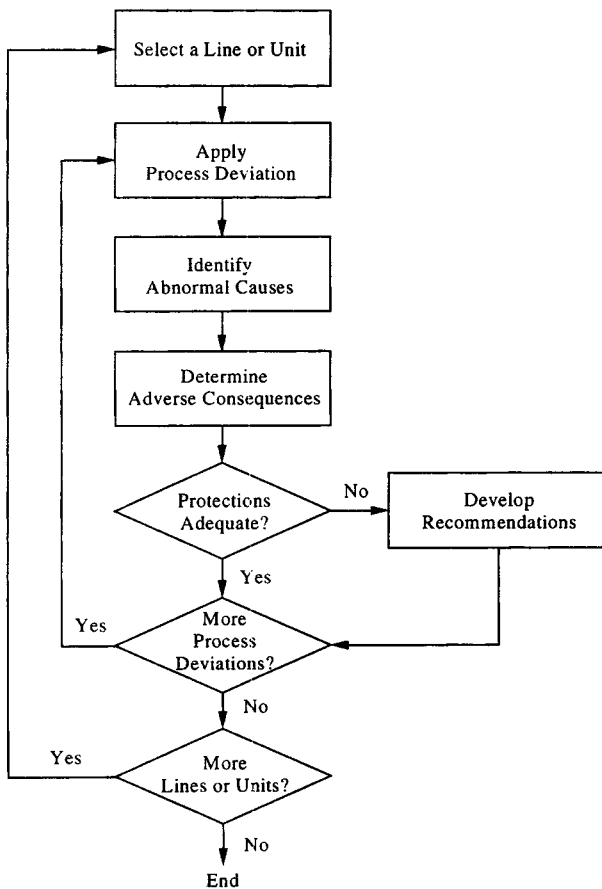 Select a Line or Unit
Apply
Process Deviation
Identify
Abnormal Causes
Determine
Adverse Consequences
Protections
Adequate?
No
Develop
Recommendations
Yes
More
Process
Deviations?
Yes
No
More
Lines or Units?
Yes
No
End